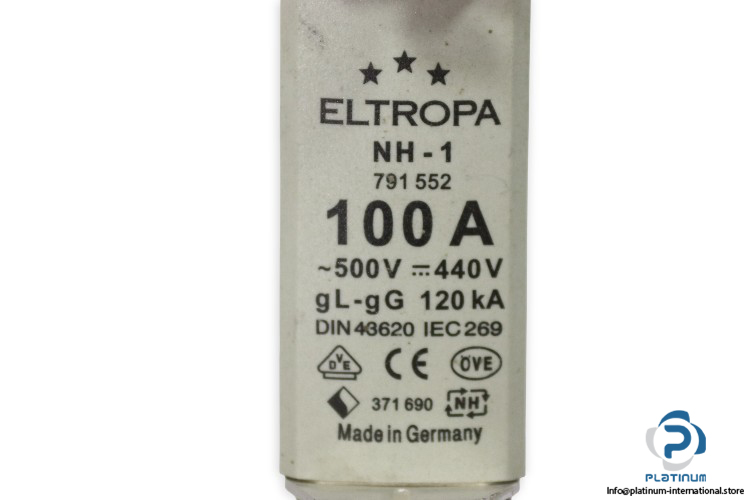 ELTROPA
NH-1
791 552
100 A
~500V ⎓440V
gL-gG 120 kA
DIN 43620 IEC 269
DVE CE ÖVE
371 690 NH
Made in Germany
PLATINUM
Info@platinum-international.store